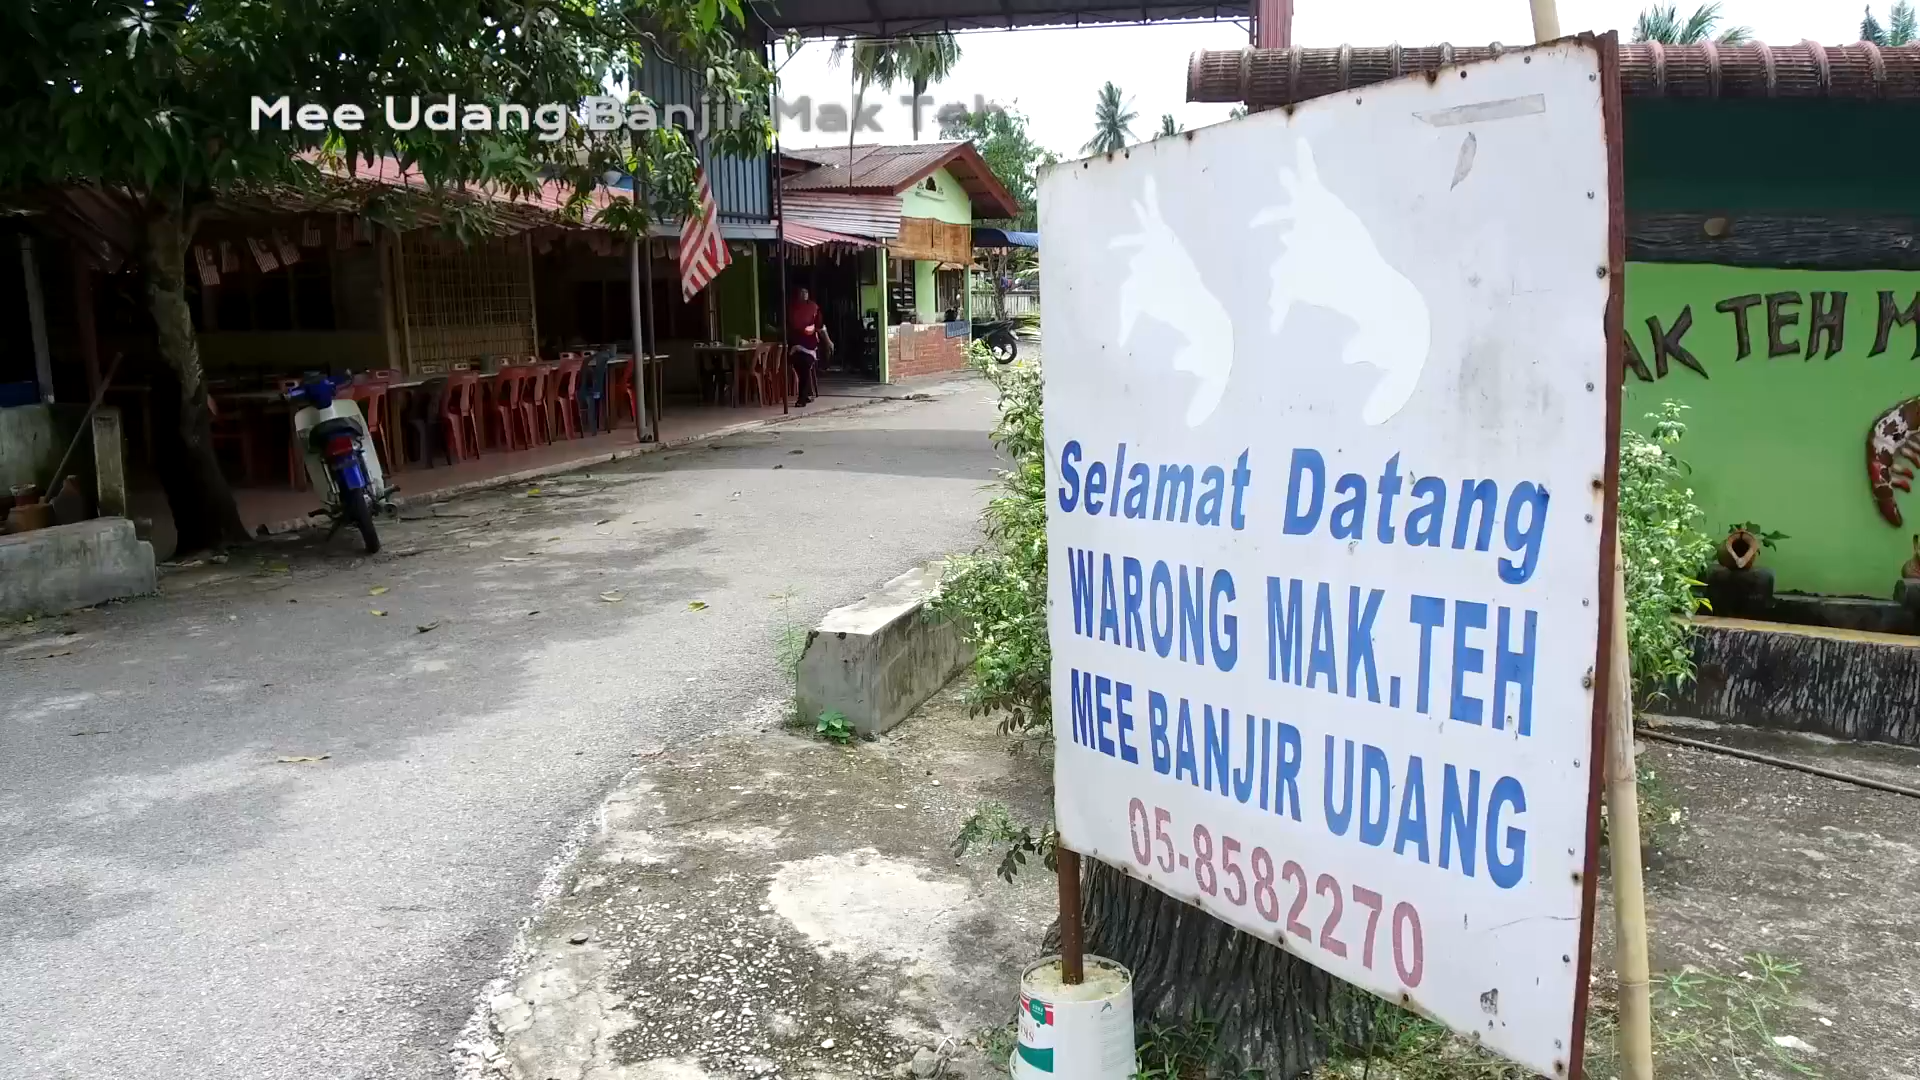 Mee Udang Banjir Mak Teh
Selamat Datang
WARONG MAK.TEH
MEE BANJIR UDANG
05-8582270
AK TEH M